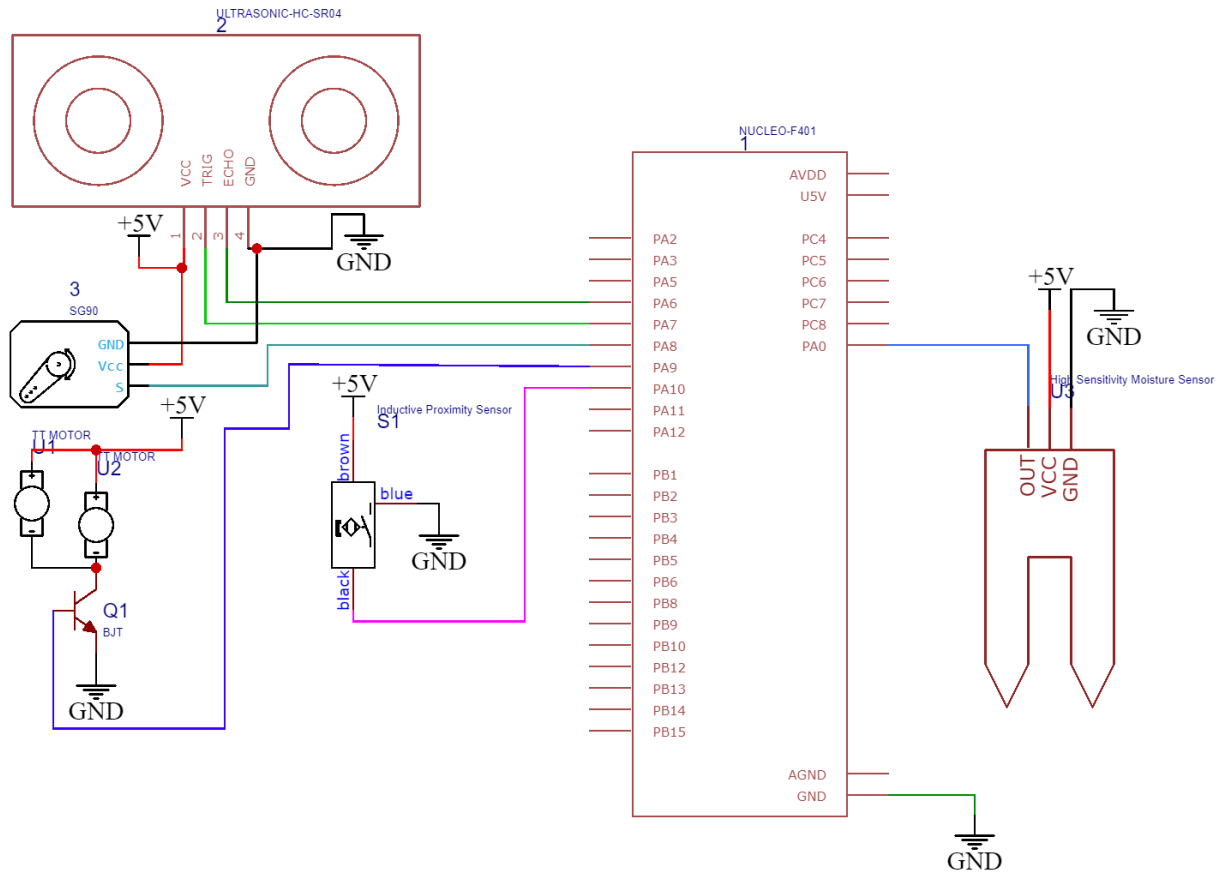 ULTRASONIC-HC-SR04
2
VCC
TRIG
ECHO
GND
1
2
3
4
+5V
GND
3
SG90
GND
Vcc
S
+5V
TT MOTOR
U1
TT MOTOR
U2
+
-
+
-
Q1
BJT
GND
+5V
Inductive Proximity Sensor
S1
brown
blue
black
GND
NUCLEO-F401
1
AVDD
U5V
PA2
PA3
PA5
PA6
PA7
PA8
PA9
PA10
PA11
PA12
PB1
PB2
PB3
PB4
PB5
PB6
PB8
PB9
PB10
PB12
PB13
PB14
PB15
PC4
PC5
PC6
PC7
PC8
PA0
AGND
GND
GND
+5V
GND
High Sensitivity Moisture Sensor
U3
OUT
VCC
GND